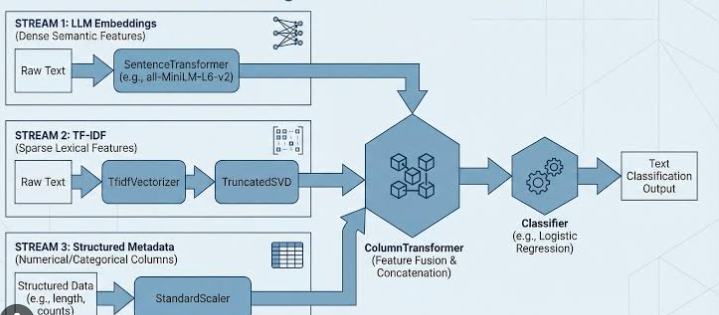 STREAM 1: LLM Embeddings
(Dense Semantic Features)
Raw Text
SentenceTransformer
(e.g., all-MiniLM-L6-v2)
STREAM 2: TF-IDF
(Sparse Lexical Features)
Raw Text
TfidfVectorizer
TruncatedSVD
STREAM 3: Structured Metadata
(Numerical/Categorical Columns)
Structured Data
(e.g., length,
counts)
StandardScaler
ColumnTransformer
(Feature Fusion &
Concatenation)
Classifier
(e.g., Logistic
Regression)
Text
Classification
Output